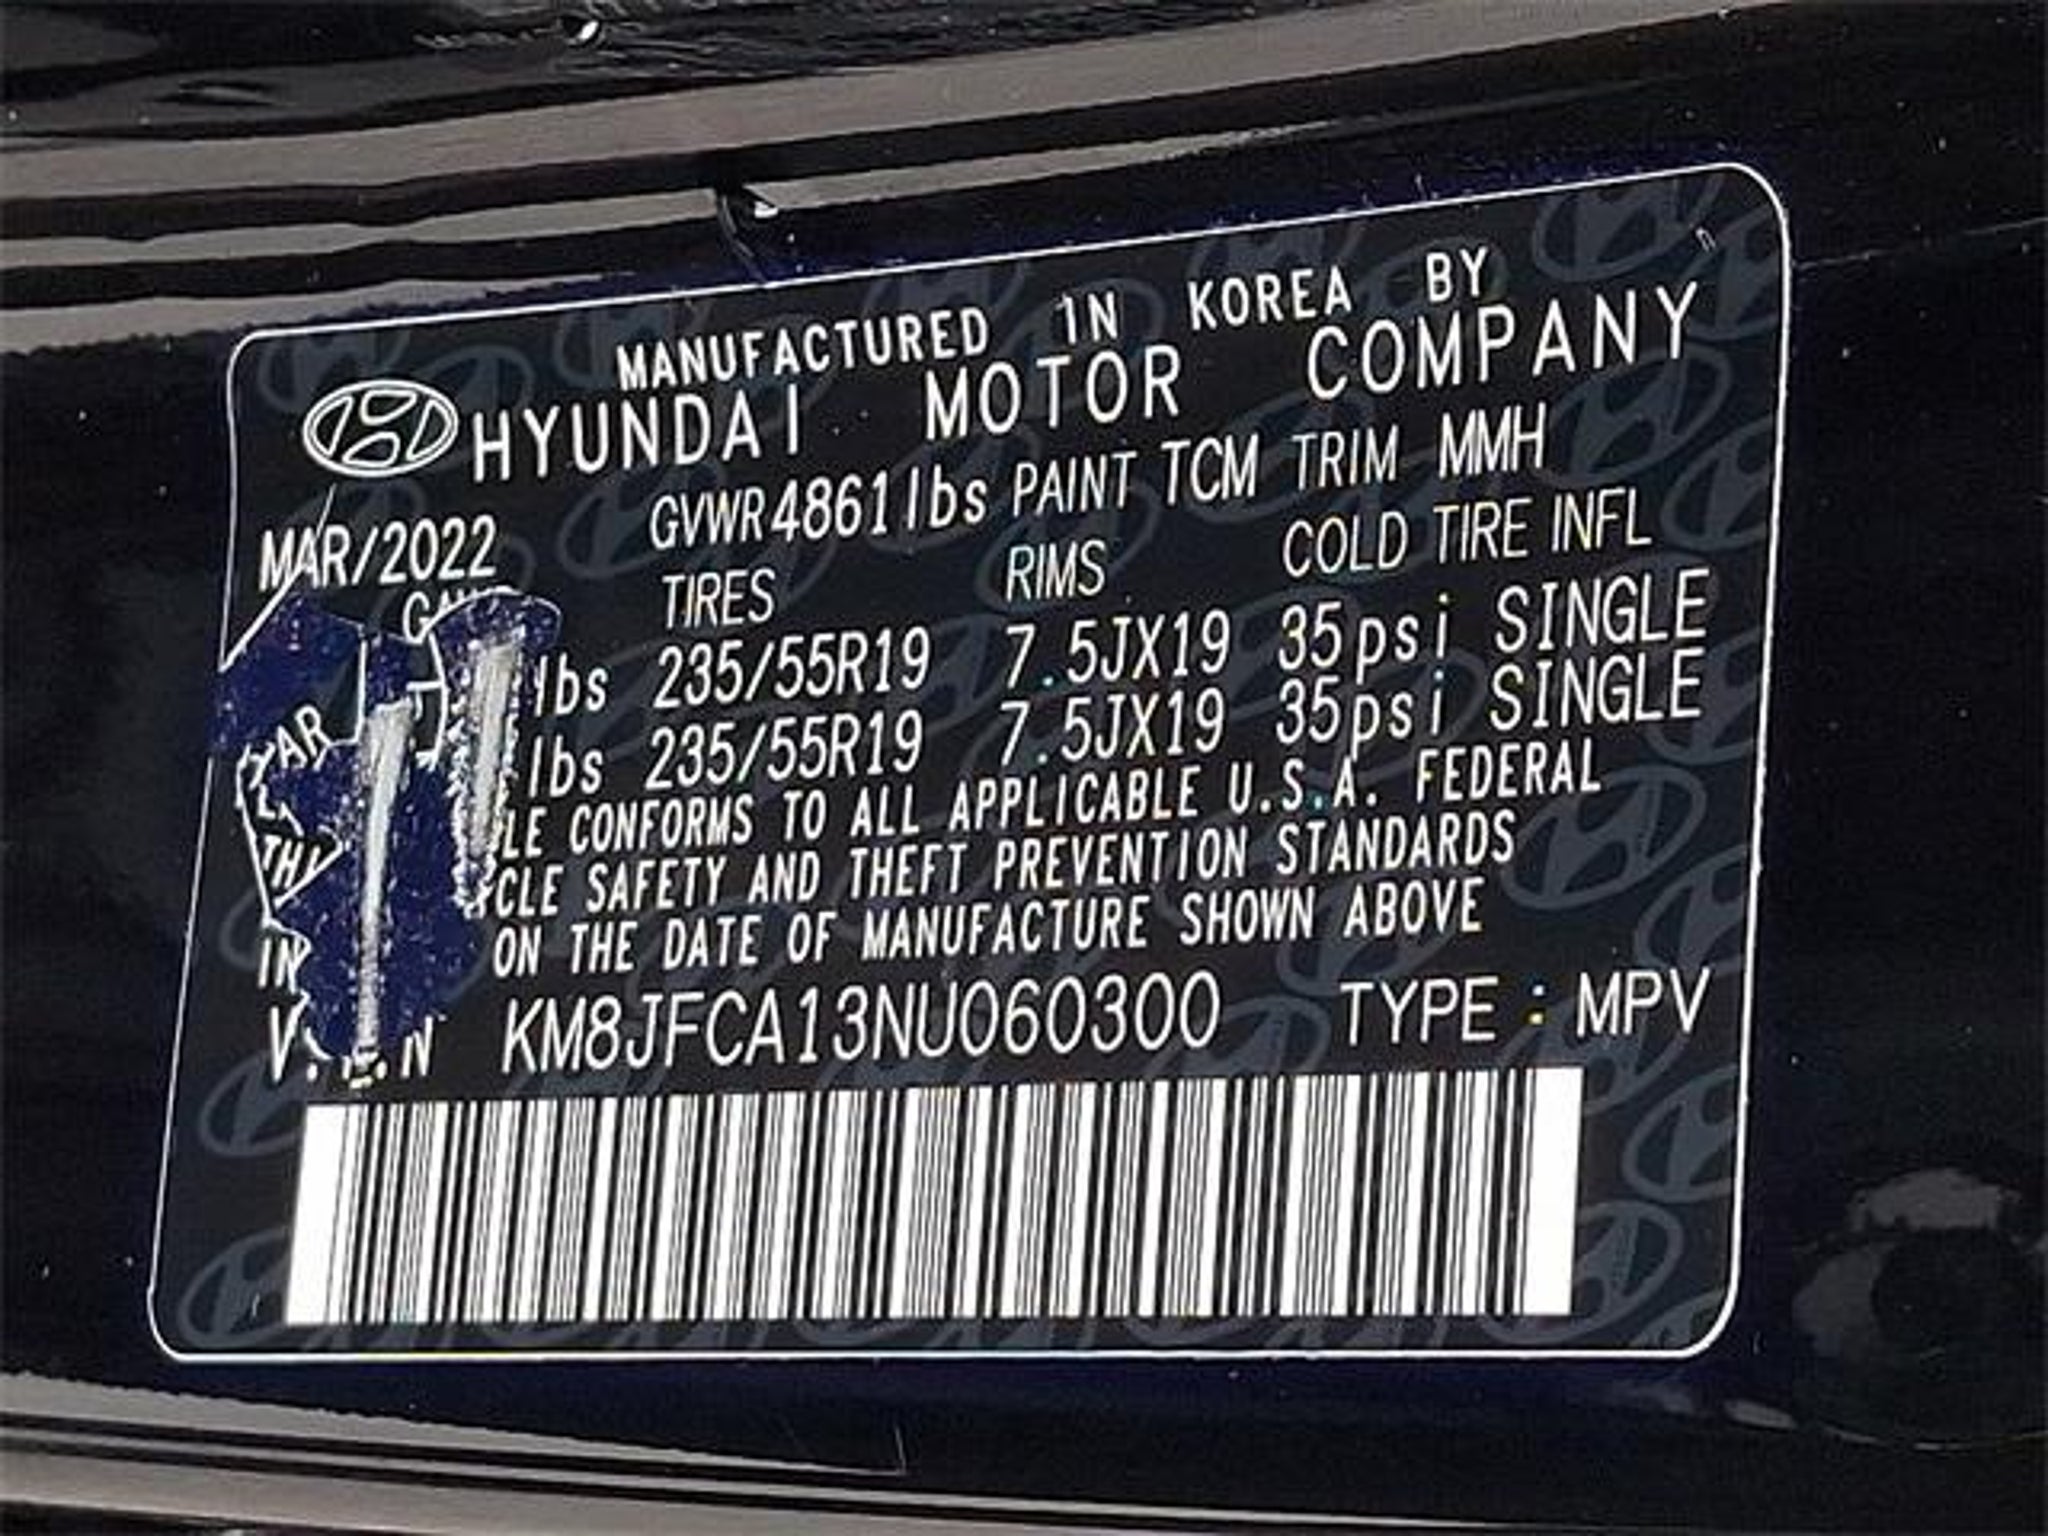 MANUFACTURED IN KOREA BY
HYUNDAI MOTOR COMPANY
MAR/2022 GVWR 4861lbs PAINT TCM TRIM MMH
TIRES RIMS COLD TIRE INFL
lbs 235/55R19 7.5JX19 35psi SINGLE
lbs 235/55R19 7.5JX19 35psi SINGLE
LE CONFORMS TO ALL APPLICABLE U.S.A. FEDERAL
CLE SAFETY AND THEFT PREVENTION STANDARDS
IN ON THE DATE OF MANUFACTURE SHOWN ABOVE
V.I.N KM8JFCA13NU060300 TYPE : MPV